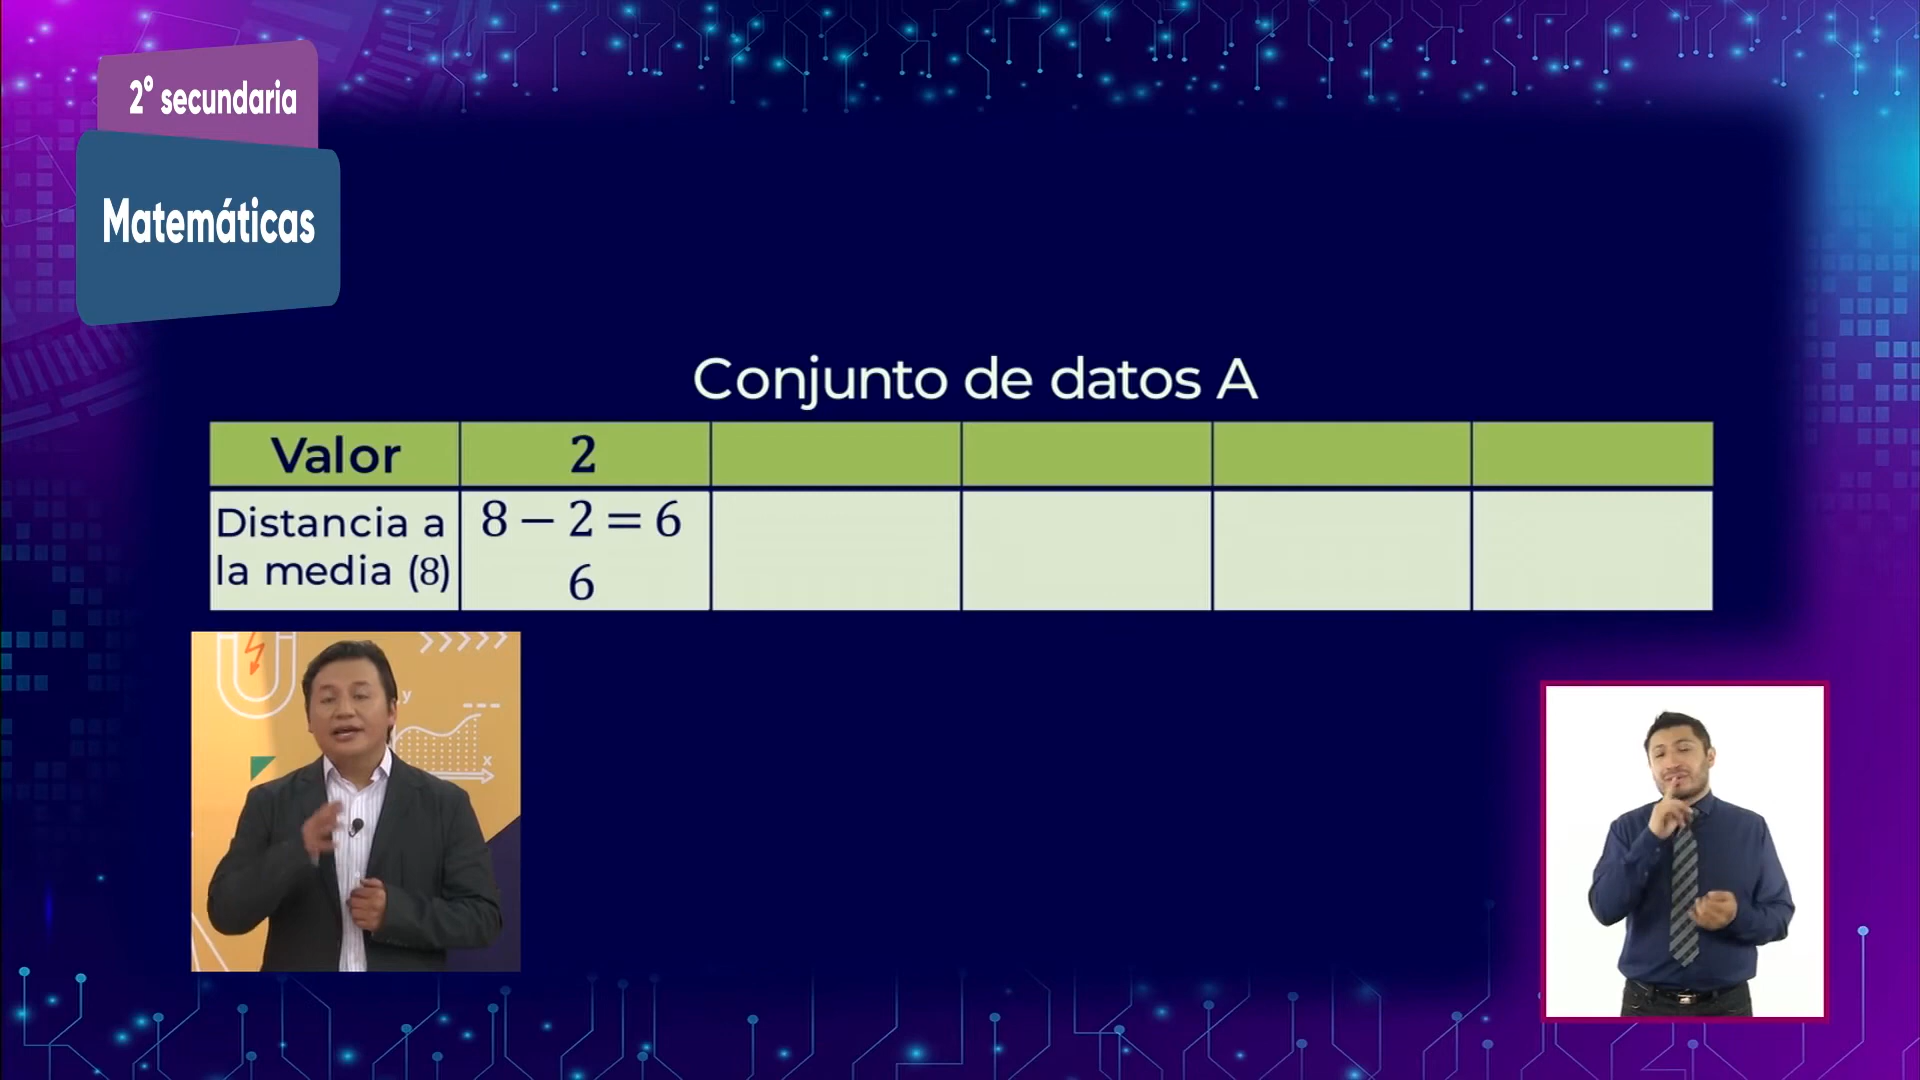 2° secundaria
Matemáticas
Conjunto de datos A
Valor 2
Distancia a
la media (8)
8 − 2 = 6
6
y
x